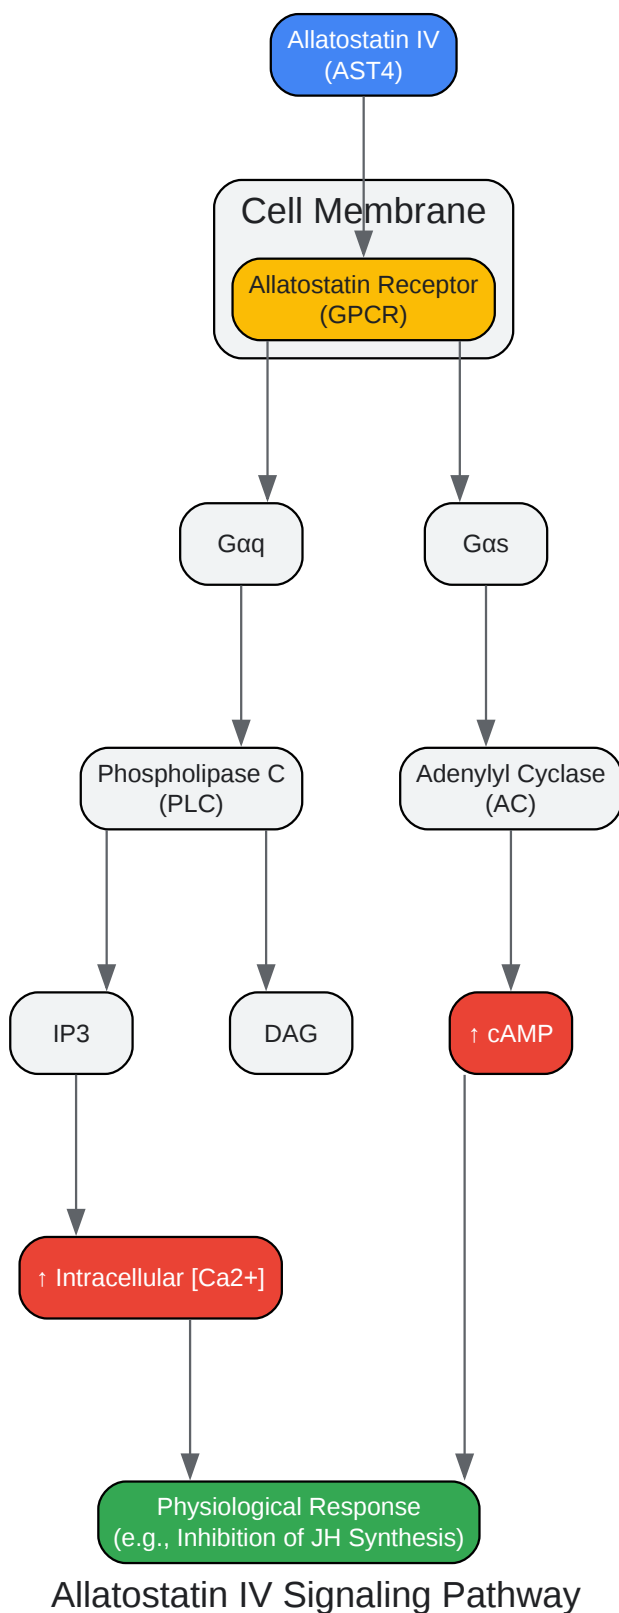 Allatostatin IV
(AST4)
Cell Membrane
Allatostatin Receptor
(GPCR)
Gαq
Gαs
Phospholipase C
(PLC)
Adenylyl Cyclase
(AC)
IP3
DAG
↑ cAMP
↑ Intracellular [Ca2+]
Physiological Response
(e.g., Inhibition of JH Synthesis)
Allatostatin IV Signaling Pathway